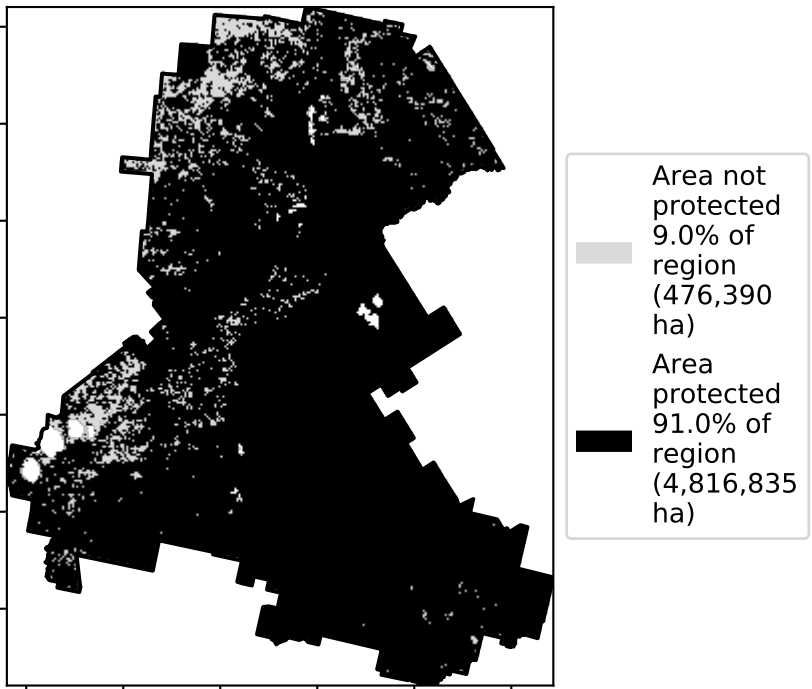 Area not
protected
9.0% of
region
(476,390
ha)
Area
protected
91.0% of
region
(4,816,835
ha)